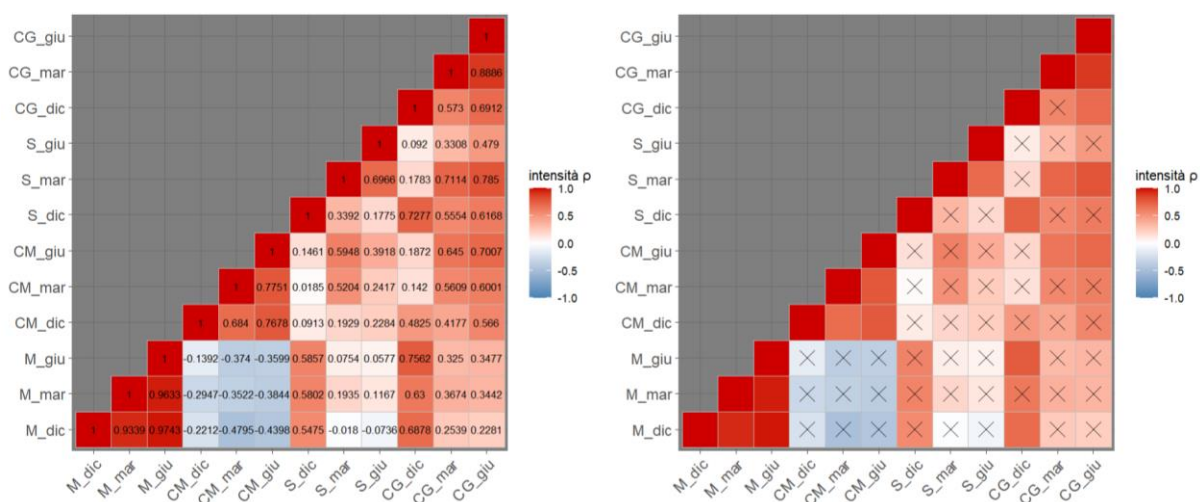 CG_giu 1
CG_mar 1 0.8886
CG_dic 1 0.573 0.6912
S_giu 1 0.092 0.3308 0.479
S_mar 1 0.6966 0.1783 0.7114 0.785
S_dic 1 0.3392 0.1775 0.7277 0.5554 0.6168
CM_giu 1 0.1461 0.5948 0.3918 0.1872 0.645 0.7007
CM_mar 1 0.7751 0.0185 0.5204 0.2417 0.142 0.5609 0.6001
CM_dic 1 0.684 0.7678 0.0913 0.1929 0.2284 0.4825 0.4177 0.566
M_giu 1 -0.1392 -0.374 -0.3599 0.5857 0.0754 0.0577 0.7562 0.325 0.3477
M_mar 1 0.9633 -0.2947 -0.3522 -0.3844 0.5802 0.1935 0.1167 0.63 0.3674 0.3442
M_dic 1 0.9339 0.9743 -0.2212 -0.4795 -0.4398 0.5475 -0.018 -0.0736 0.6878 0.2539 0.2281
M_dic M_mar M_giu CM_dic CM_mar CM_giu S_dic S_mar S_giu CG_dic CG_mar CG_giu
intensità ρ
1.0
0.5
0.0
-0.5
-1.0
CG_giu
CG_mar
CG_dic
S_giu
S_mar
S_dic
CM_giu
CM_mar
CM_dic
M_giu
M_mar
M_dic
M_dic M_mar M_giu CM_dic CM_mar CM_giu S_dic S_mar S_giu CG_dic CG_mar CG_giu
intensità ρ
1.0
0.5
0.0
-0.5
-1.0